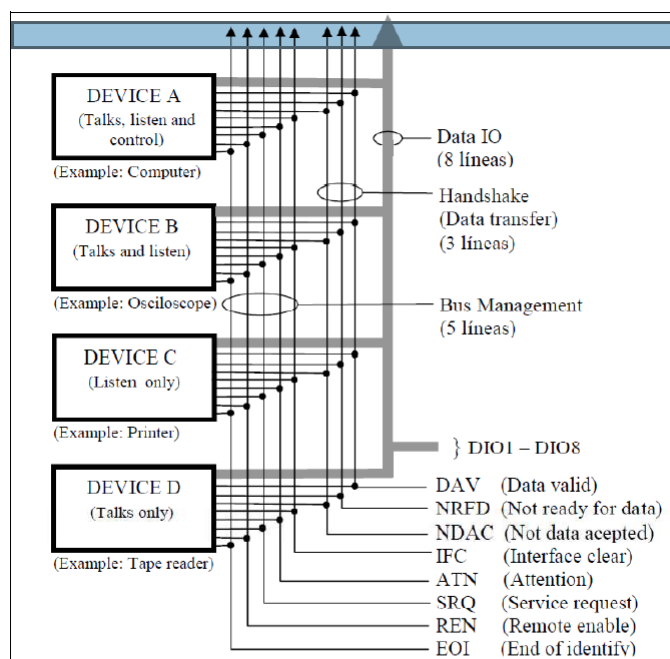 DEVICE A
(Talks, listen and
control)
(Example: Computer)
Data IO
(8 líneas)
Handshake
(Data transfer)
(3 líneas)
DEVICE B
(Talks and listen)
(Example: Osciloscope)
Bus Management
(5 líneas)
DEVICE C
(Listen only)
(Example: Printer)
} DIO1 – DIO8
DEVICE D
(Talks only)
(Example: Tape reader)
DAV (Data valid)
NRFD (Not ready for data)
NDAC (Not data acepted)
IFC (Interface clear)
ATN (Attention)
SRQ (Service request)
REN (Remote enable)
EOI (End of identify)